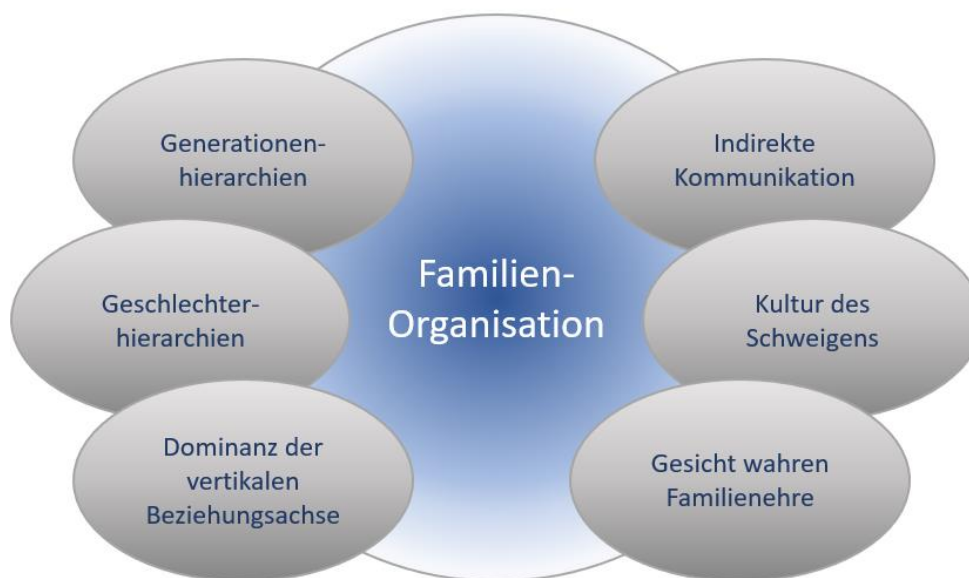 Generationen-
hierarchien
Geschlechter-
hierarchien
Dominanz der
vertikalen
Beziehungsachse
Familien-
Organisation
Indirekte
Kommunikation
Kultur des
Schweigens
Gesicht wahren
Familienehre